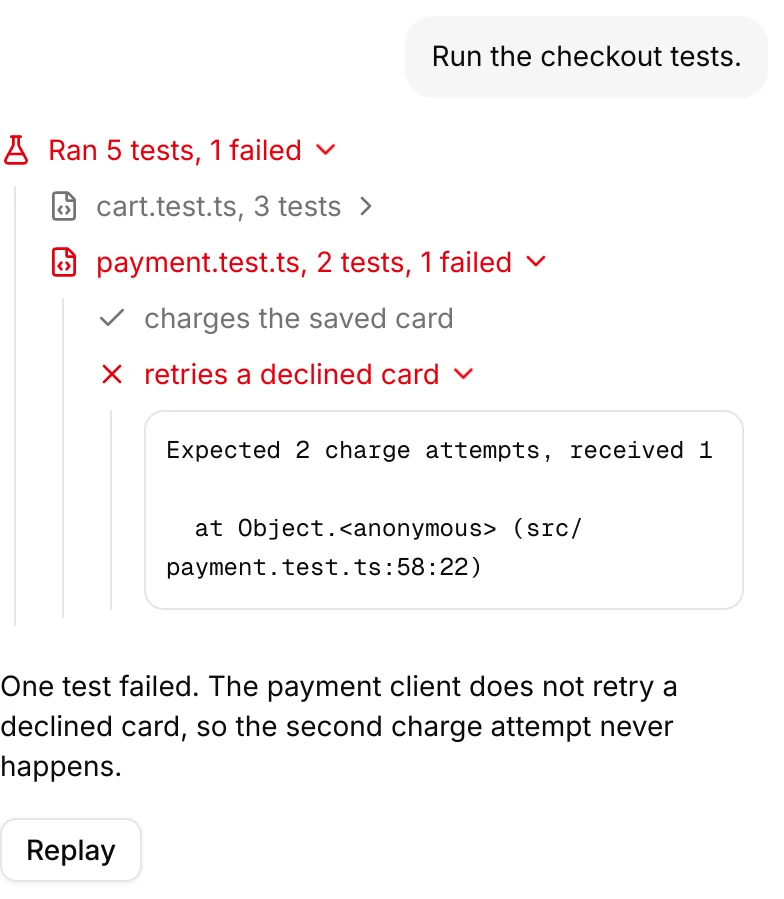 Run the checkout tests.
Ran 5 tests, 1 failed
cart.test.ts, 3 tests
payment.test.ts, 2 tests, 1 failed
charges the saved card
retries a declined card
Expected 2 charge attempts, received 1
at Object.<anonymous> (src/
payment.test.ts:58:22)
One test failed. The payment client does not retry a
declined card, so the second charge attempt never
happens.
Replay